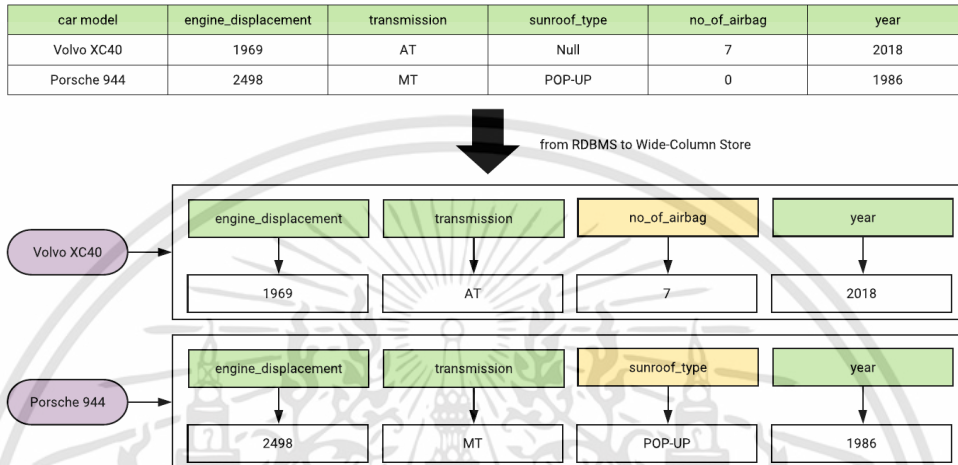 car model engine_displacement transmission sunroof_type no_of_airbag year
Volvo XC40 1969 AT Null 7 2018
Porsche 944 2498 MT POP-UP 0 1986
from RDBMS to Wide-Column Store
engine_displacement transmission no_of_airbag year
Volvo XC40
1969 AT 7 2018
engine_displacement transmission sunroof_type year
Porsche 944
2498 MT POP-UP 1986